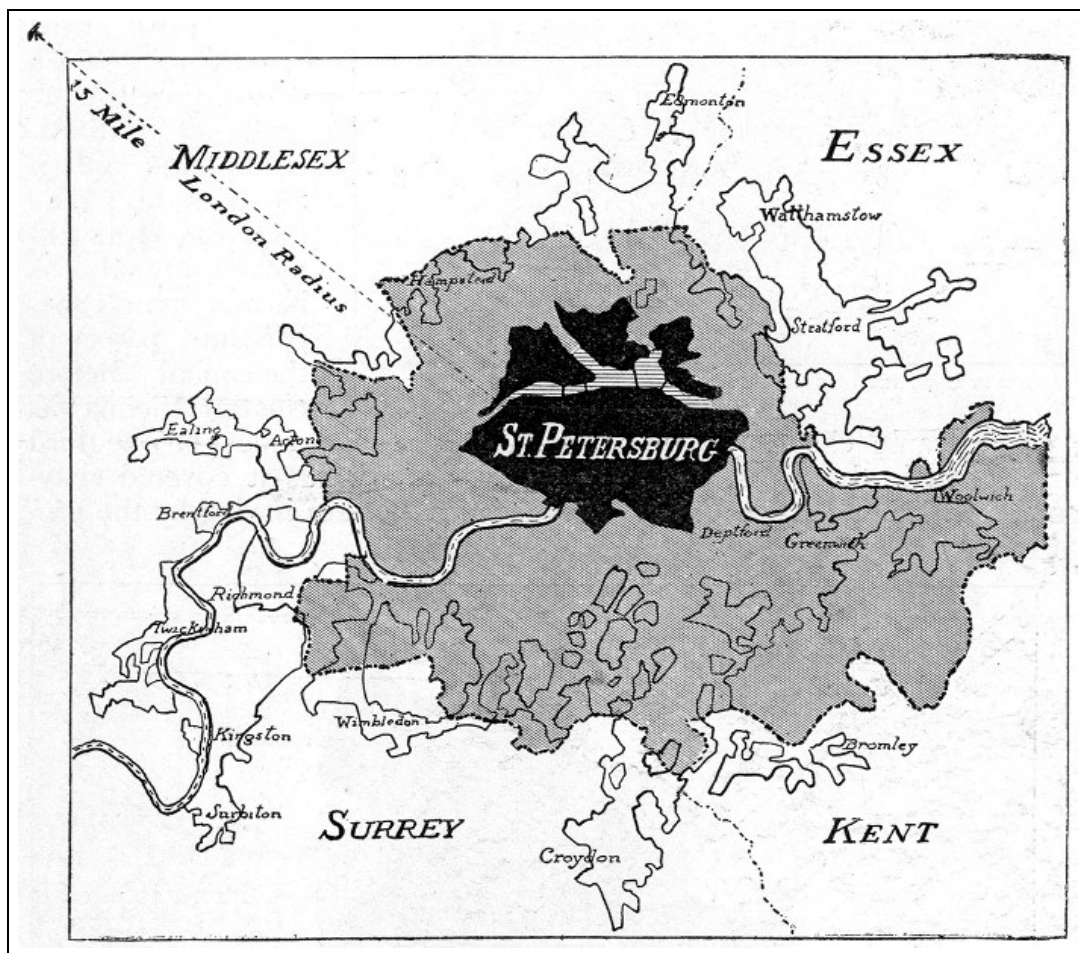 15 Mile
London Radius
MIDDLESEX
ESSEX
Edmonton
Walthamstow
Hampstead
Stratford
Ealing
Acton
ST. PETERSBURG
Brentford
Woolwich
Deptford
Greenwich
Richmond
Twickenham
Wimbledon
Kingston
Bromley
Surbiton
SURREY
KENT
Croydon